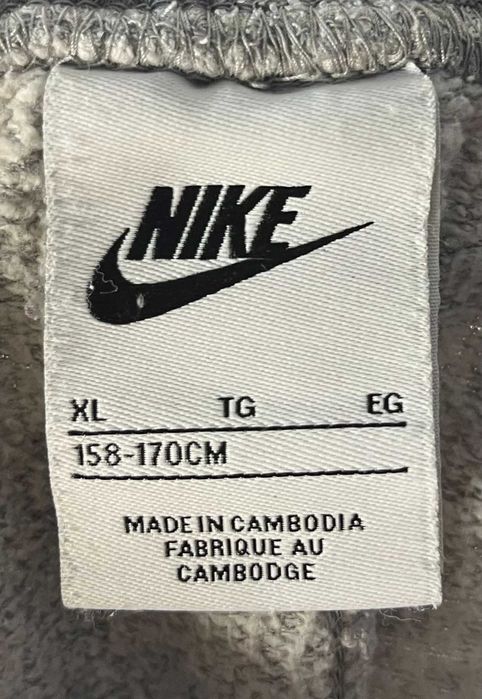 NIKE
XL TG EG
158-170CM
MADE IN CAMBODIA
FABRIQUE AU
CAMBODGE